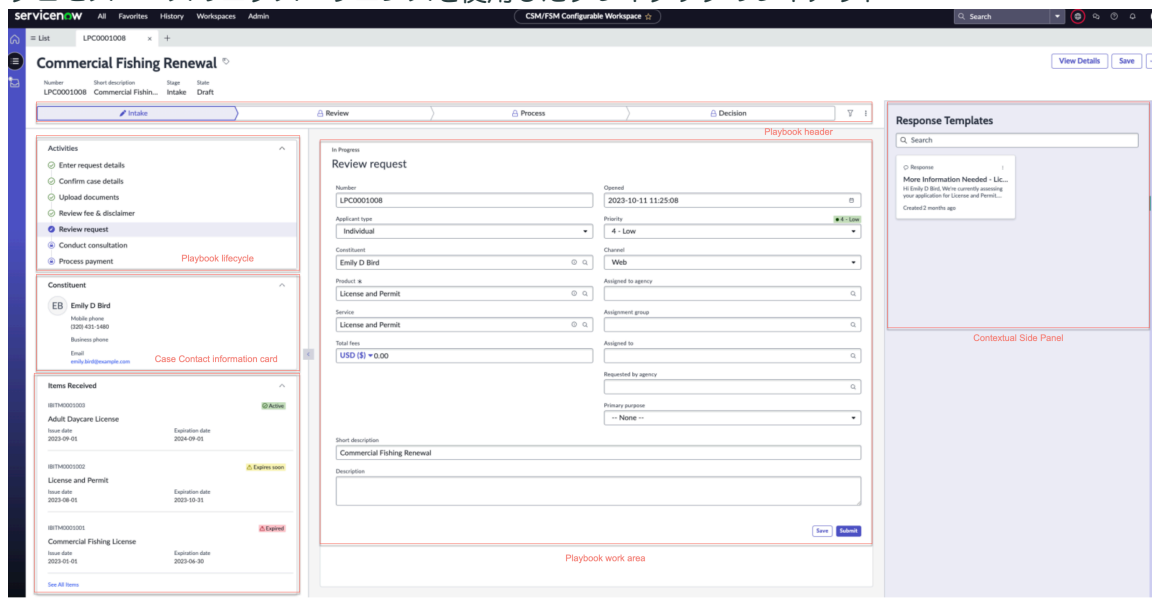 servicenow All Favorites History Workspaces Admin CSM/FSM Configurable Workspace ☆ Search
≡ List LPC0001008 × +
Commercial Fishing Renewal
View Details Save
Number Short description Stage State
LPC0001008 Commercial Fishin... Intake Draft
Intake Review Process Decision
Playbook header
Activities
Enter request details
Confirm case details
Upload documents
Review fee & disclaimer
Review request
Conduct consultation
Process payment
Playbook lifecycle
Constituent
EB Emily D Bird
Mobile phone
(320) 431-1480
Business phone
Email
emily.bird@example.com
Case Contact information card
Items Received
IBITM0001003 Active
Adult Daycare License
Issue date Expiration date
2023-09-01 2024-09-01
IBITM0001002 Expires soon
License and Permit
Issue date Expiration date
2023-08-01 2023-10-31
IBITM0001001 Expired
Commercial Fishing License
Issue date Expiration date
2023-01-01 2023-06-30
See All Items
In Progress
Review request
Number Opened
LPC0001008 2023-10-11 11:25:08
Applicant type Priority 4 - Low
Individual 4 - Low
Constituent Channel
Emily D Bird Web
Product Assigned to agency
License and Permit
Service Assignment group
License and Permit
Total fees Assigned to
USD ($) 0.00
Requested by agency
Primary purpose
-- None --
Short description
Commercial Fishing Renewal
Description
Save Submit
Playbook work area
Response Templates
Search
Response
More Information Needed - Lic...
Hi Emily D Bird, We're currently assessing
your application for License and Permit....
Created 2 months ago
Contextual Side Panel